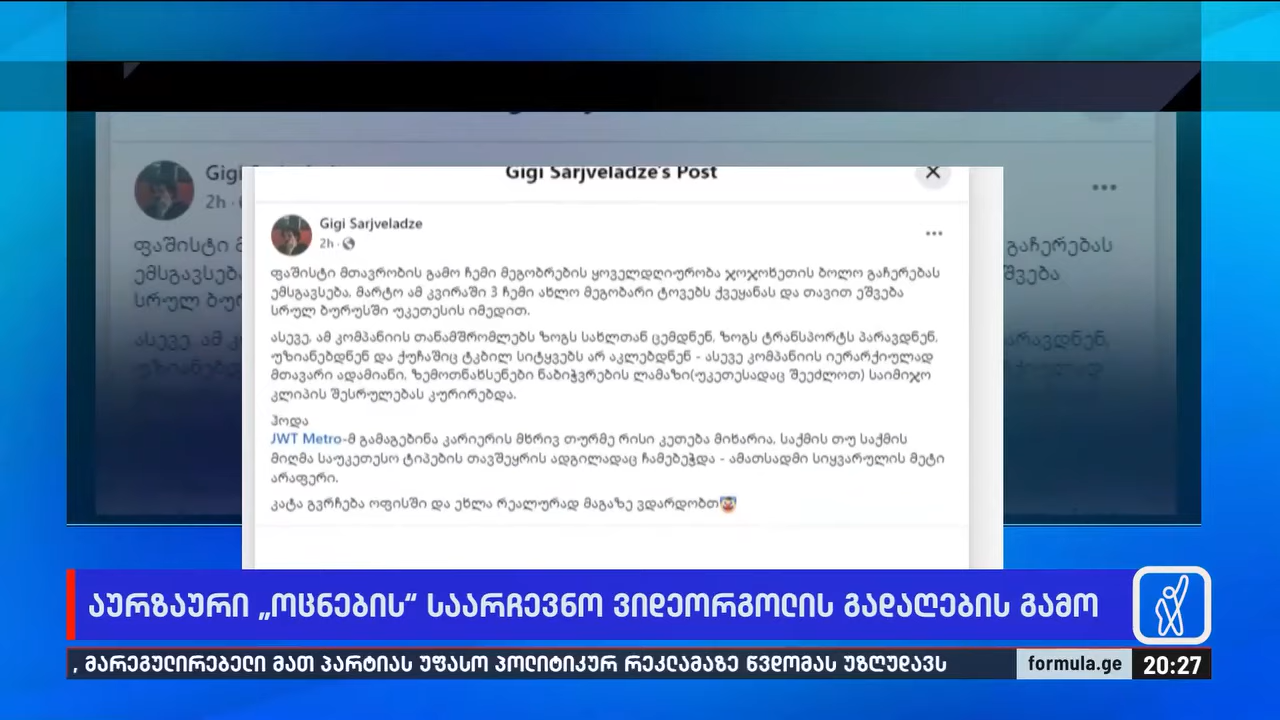 Gigi Sarjveladze's Post
Gigi Sarjveladze
2h
ფაშისტი მთავრობის გამო ჩემი მეგობრების ყოველდღიურობა ჯოჯოხეთის ბოლო გაჩერებას
ემსგავსება. მარტო ამ კვირაში 3 ჩემი ახლო მეგობარი ტოვებს ქვეყანას და თავით ეშვება
სრულ ბურუსში უკეთესის იმედით.
ასევე, ამ კომპანიის თანამშრომლებს ზოგს სახლთან ცემდნენ, ზოგს ტრანსპორტს პარავდნენ,
უზიანებდნენ და ქუჩაშიც ტკბილ სიტყვებს არ აკლებდნენ - ასევე კომპანიის იერარქიულად
მთავარი ადამიანი, ზემოთნახსენები ნაბიჭვრების ლამაზი(უკეთესადაც შეეძლოთ) საიმიჯო
კლიპის შესრულებას კურირებდა.
ჰოდა
JWT Metro-მ გამაგებინა კარიერის მხრივ თურმე რისი კეთება მიხარია, საქმის თუ საქმის
მიღმა საუკეთესო ტიპების თავშეყრის ადგილადაც ჩამებეჭდა - ამათსადმი სიყვარულის მეტი
არაფერი.
კატა გვრჩება ოფისში და ეხლა რეალურად მაგაზე ვდარდობთ
აურზაური „ოცნების“ საარჩევნო ვიდეორგოლის გადაღების გამო
, მარეგულირებელი მათ პარტიას უფასო პოლიტიკურ რეკლამაზე წვდომას უზღუდავს
formula.ge
20:27